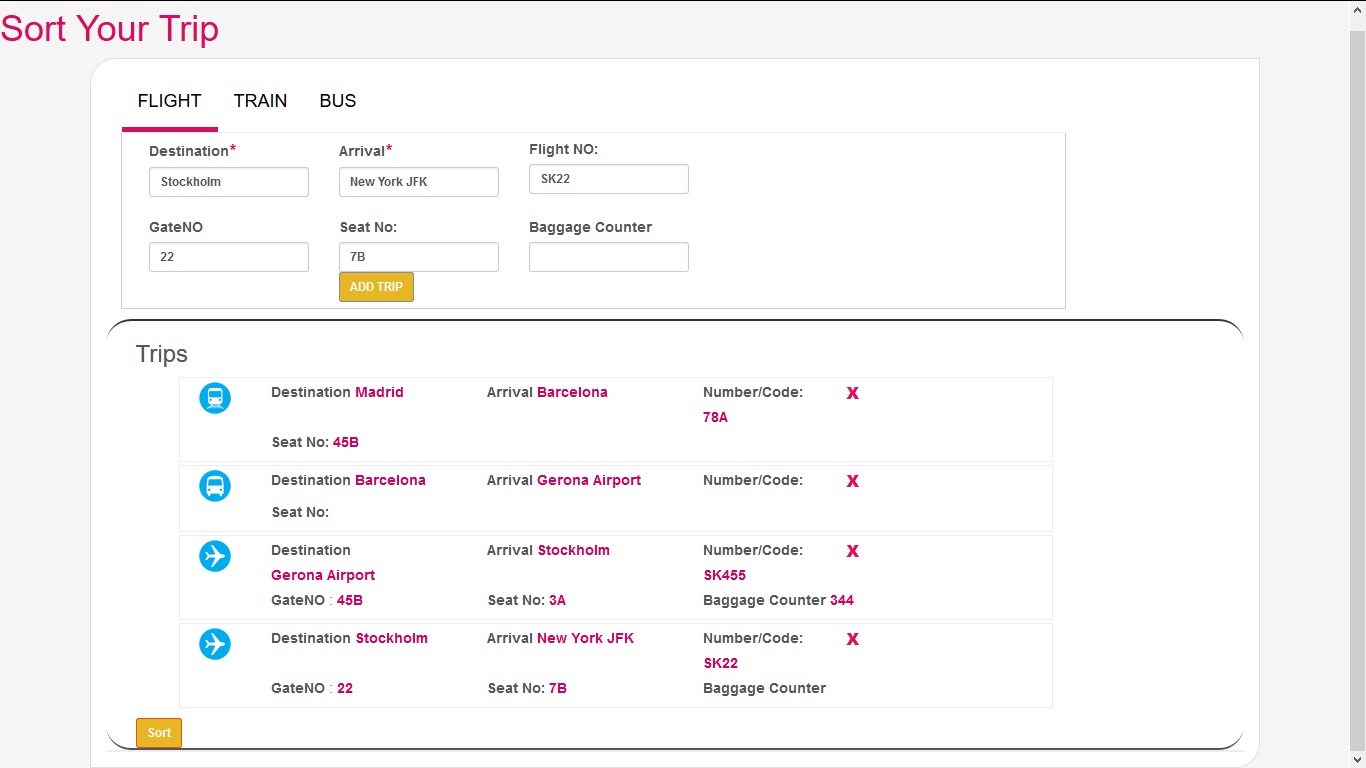 Sort Your Trip
FLIGHT TRAIN BUS
Destination* Arrival* Flight NO:
Stockholm New York JFK SK22
GateNO Seat No: Baggage Counter
22 7B
ADD TRIP
Trips
Destination Madrid Arrival Barcelona Number/Code: X
78A
Seat No: 45B
Destination Barcelona Arrival Gerona Airport Number/Code: X
Seat No:
Destination Arrival Stockholm Number/Code: X
Gerona Airport SK455
GateNO : 45B Seat No: 3A Baggage Counter 344
Destination Stockholm Arrival New York JFK Number/Code: X
SK22
GateNO : 22 Seat No: 7B Baggage Counter
Sort